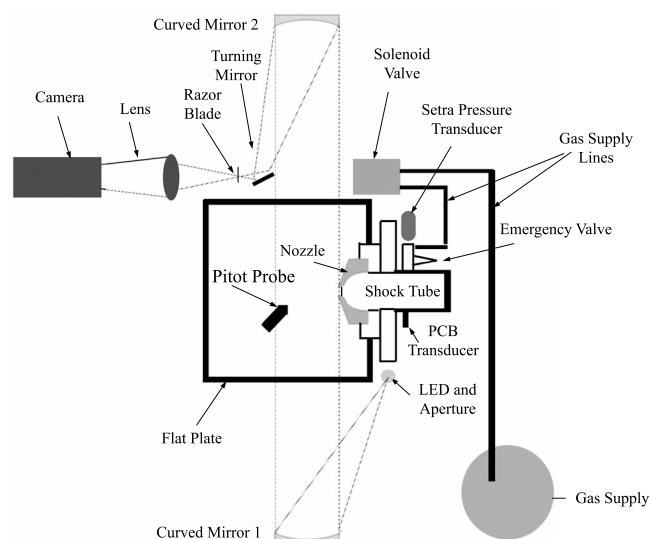 Curved Mirror 2
Turning
Mirror
Solenoid
Valve
Camera
Lens
Razor
Blade
Setra Pressure
Transducer
Gas Supply
Lines
Emergency Valve
Nozzle
Pitot Probe
Shock Tube
PCB
Transducer
LED and
Aperture
Flat Plate
Gas Supply
Curved Mirror 1